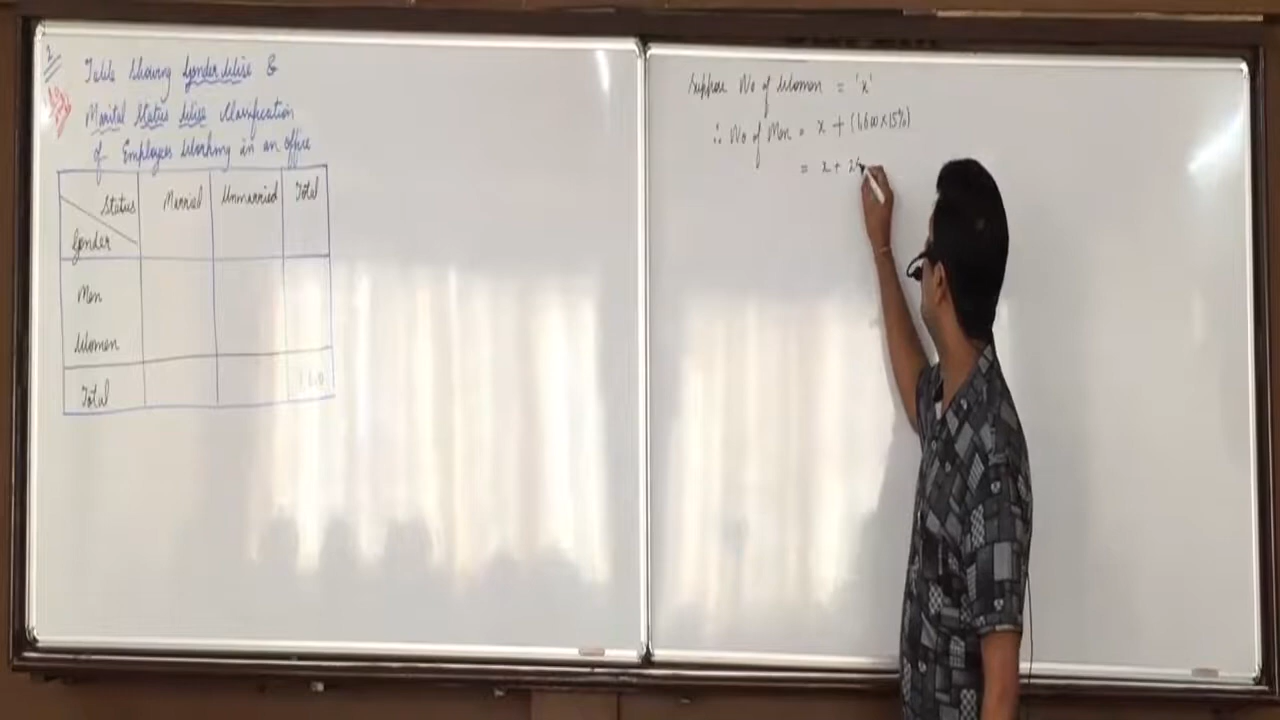 2
Table Showing Gender Wise &
Marital Status Wise Classification
of Employees Working in an office
Status Married Unmarried Total
Gender
Men
Women
Total
Suppose No of Women = 'x'
∴ No of Men = x + (1600×15%)
= x + 24